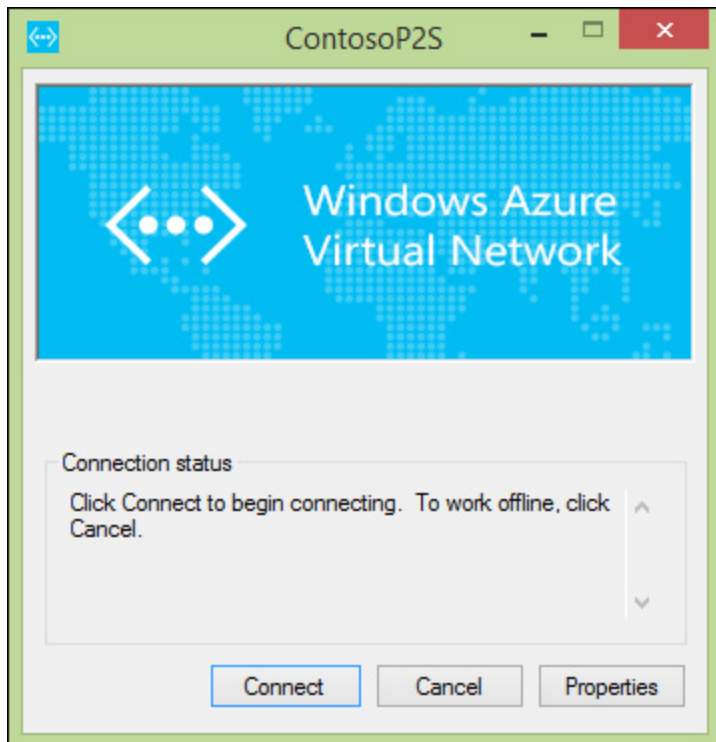 ContosoP2S
Windows Azure
Virtual Network
Connection status
Click Connect to begin connecting.  To work offline, click
Cancel.
Connect
Cancel
Properties